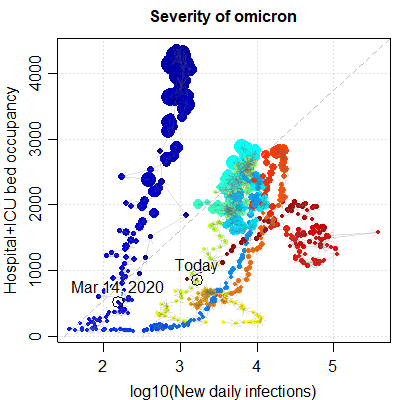 Severity of omicron
Hospital+ICU bed occupancy
4000
3000
2000
1000
0
Today
Mar 14, 2020
2 3 4 5
log10(New daily infections)